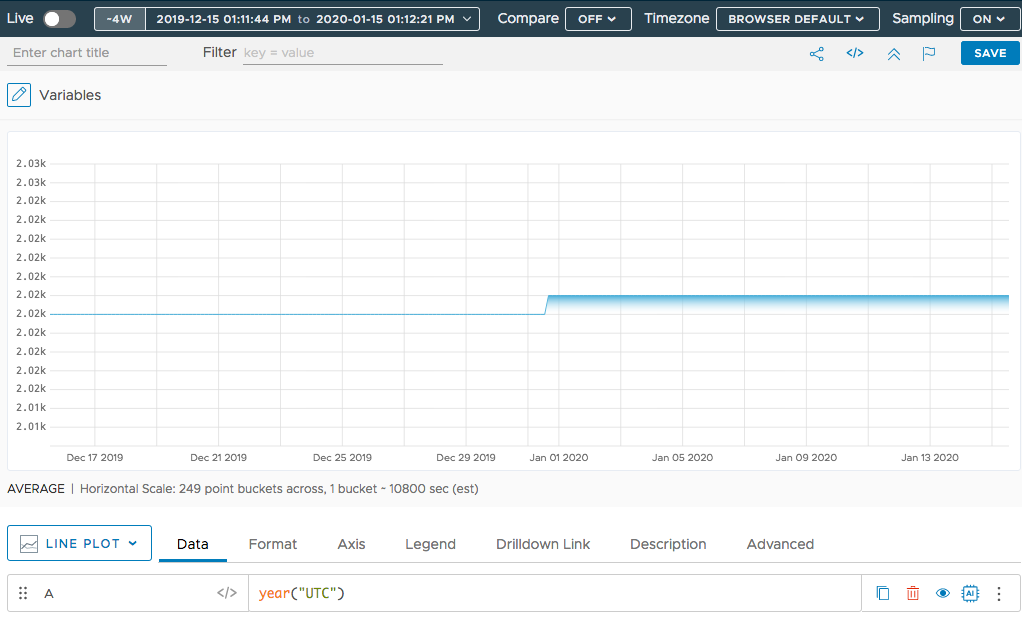 Live -4W 2019-12-15 01:11:44 PM to 2020-01-15 01:12:21 PM Compare OFF Timezone BROWSER DEFAULT Sampling ON
Enter chart title Filter key = value </> SAVE
Variables
2.03k
2.03k
2.02k
2.02k
2.02k
2.02k
2.02k
2.02k
2.02k
2.02k
2.02k
2.02k
2.02k
2.01k
2.01k
Dec 17 2019 Dec 21 2019 Dec 25 2019 Dec 29 2019 Jan 01 2020 Jan 05 2020 Jan 09 2020 Jan 13 2020
AVERAGE | Horizontal Scale: 249 point buckets across, 1 bucket ~ 10800 sec (est)
LINE PLOT Data Format Axis Legend Drilldown Link Description Advanced
A </> year("UTC") AI